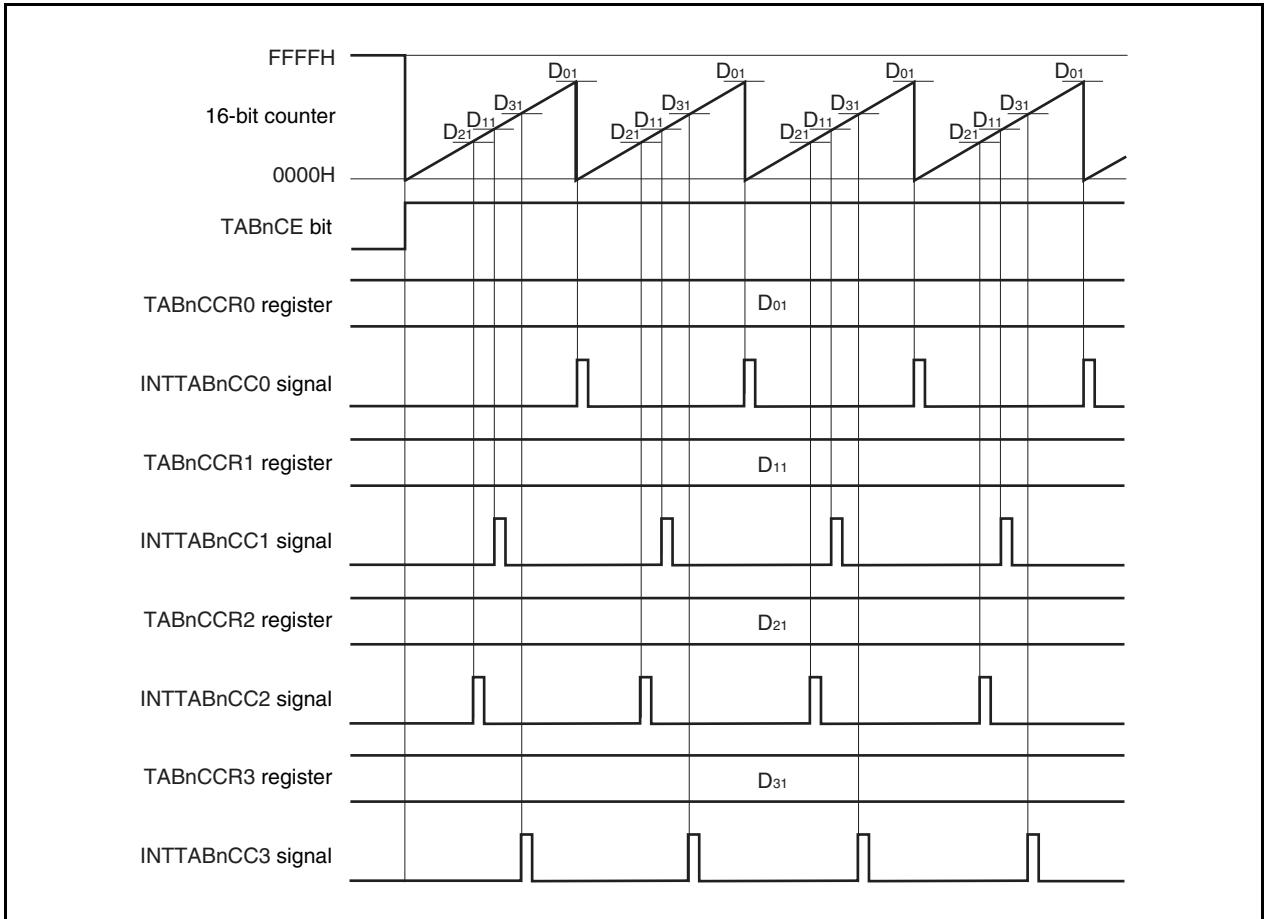 FFFFH
D01 D01 D01 D01
16-bit counter
D31 D31 D31 D31
D11 D11 D11 D11
D21 D21 D21 D21
0000H
TABnCE bit
TABnCCR0 register D01
INTTABnCC0 signal
TABnCCR1 register D11
INTTABnCC1 signal
TABnCCR2 register D21
INTTABnCC2 signal
TABnCCR3 register D31
INTTABnCC3 signal